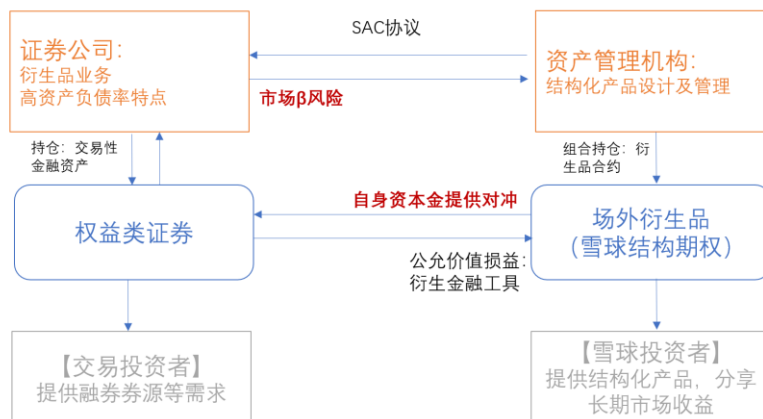 SAC协议
证券公司：
衍生品业务
高资产负债率特点
市场β风险
资产管理机构：
结构化产品设计及管理
持仓：交易性
金融资产
组合持仓：衍
生品合约
权益类证券
自身资本金提供对冲
场外衍生品
（雪球结构期权）
公允价值损益：
衍生金融工具
【交易投资者】
提供融券券源等需求
【雪球投资者】
提供结构化产品，分享
长期市场收益